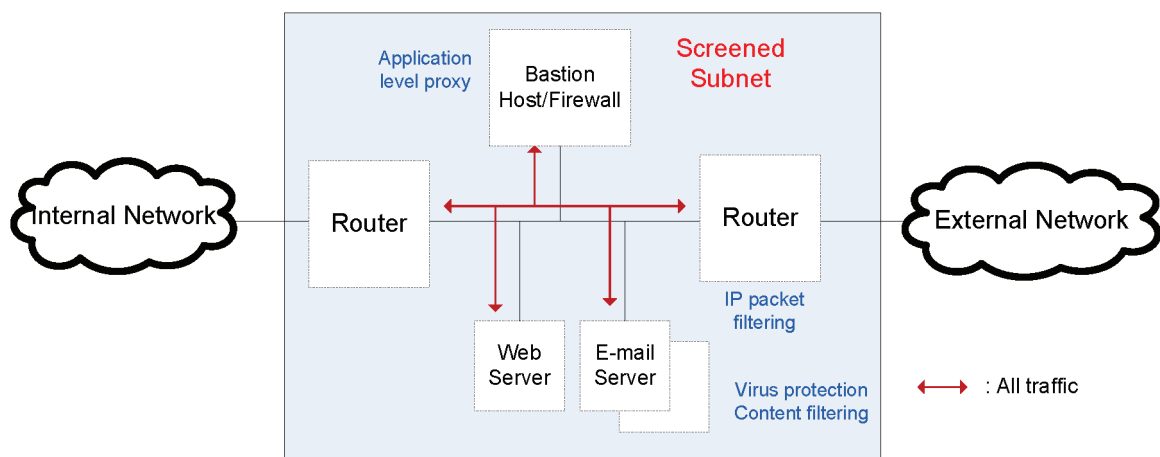 Application
level proxy
Bastion
Host/Firewall
Screened
Subnet
Internal Network
Router
Router
External Network
IP packet
filtering
Web
Server
E-mail
Server
Virus protection
Content filtering
: All traffic